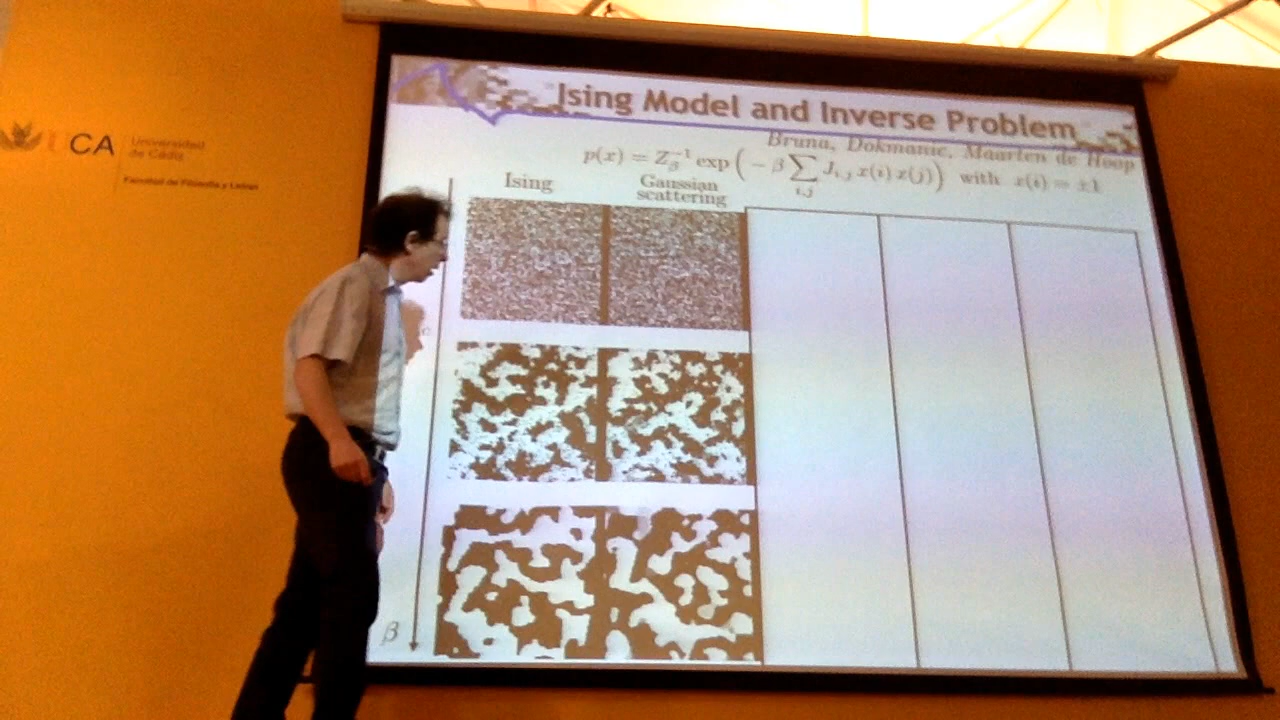 UCA
Universidad
de Cádiz
Facultad de Filosofía y Letras
Ising Model and Inverse Problem
Bruna, Dokmanic, Maarten de Hoop
p(x) = Z_β^{-1} exp ( − β ∑_{i,j} J_{i,j} x(i) x(j) ) with x(i) = ±1
Ising
Gaussian
scattering
c
β